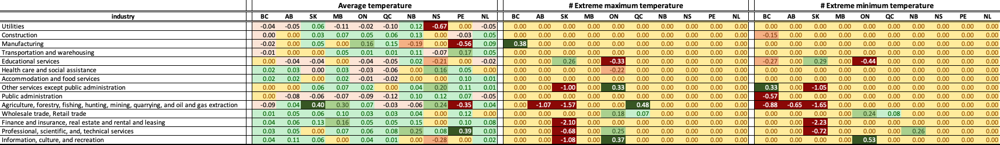 Average temperature # Extreme maximum temperature # Extreme minimum temperature
industry BC AB SK MB ON QC NB NS PE NL BC AB SK MB ON QC NB NS PE NL BC AB SK MB ON QC NB NS PE NL
Utilities -0.04 -0.05 0.06 -0.11 -0.02 -0.10 0.12 -0.67 0.00 -0.05 0.00 0.00 0.00 0.00 0.00 0.00 0.00 0.00 0.00 0.00 0.00 0.00 0.00 0.00 0.00 0.00 0.00 0.00 0.00 0.00
Construction 0.00 0.00 0.03 0.07 0.05 0.06 0.13 0.00 -0.03 0.05 0.00 0.00 0.00 0.00 0.00 0.00 0.00 0.00 0.00 0.00 -0.15 0.00 0.00 0.00 0.00 0.00 0.00 0.00 0.00 0.00
Manufacturing -0.02 0.00 0.05 0.00 0.16 0.15 -0.19 0.00 -0.56 0.09 0.38 0.00 0.00 0.00 0.00 0.00 0.00 0.00 0.00 0.00 0.00 0.00 0.00 0.00 0.00 0.00 0.00 0.00 0.00 0.00
Transportation and warehousing -0.01 0.00 0.00 0.05 0.01 0.01 0.11 -0.07 0.17 0.05 0.00 0.00 0.00 0.00 0.00 0.00 0.00 0.00 0.00 0.00 0.00 0.00 0.00 0.00 0.00 0.00 0.00 0.00 0.00 0.00
Educational services 0.00 -0.04 -0.04 0.00 -0.04 -0.05 0.02 -0.21 0.00 -0.02 0.00 0.00 0.26 0.00 -0.33 0.00 0.00 0.00 0.00 0.00 -0.27 0.00 0.29 0.00 -0.44 0.00 0.00 0.00 0.00 0.00
Health care and social assistance 0.02 0.03 0.00 0.03 -0.03 -0.06 0.00 0.16 0.05 0.00 0.00 0.00 0.00 0.00 -0.22 0.00 0.00 0.00 0.00 0.00 0.00 0.00 0.00 0.00 0.00 0.00 0.00 0.00 0.00 0.00
Accommodation and food services 0.02 0.02 0.00 0.02 -0.01 -0.02 0.00 0.00 0.10 0.01 0.00 0.00 0.00 0.00 0.00 0.00 0.00 0.00 0.00 0.00 0.00 0.00 0.00 0.00 0.00 0.00 0.00 0.00 0.00 0.00
Other services except public administration 0.00 0.00 0.06 0.07 0.02 0.00 0.04 0.20 0.11 0.01 0.00 0.00 -1.00 0.00 0.33 0.00 0.00 0.00 0.00 0.00 0.33 0.00 -1.05 0.00 0.00 0.00 0.00 0.00 0.00 0.00
Public administration 0.00 -0.08 -0.06 -0.07 -0.09 -0.12 0.10 0.12 0.07 -0.05 0.00 0.00 0.00 0.00 0.00 0.00 0.00 0.00 0.00 0.00 -0.57 0.00 0.00 0.00 0.00 0.00 0.00 0.00 0.00 0.00
Agriculture, forestry, fishing, hunting, mining, quarrying, and oil and gas extraction -0.09 0.04 0.40 0.30 0.07 -0.03 -0.06 0.24 -0.35 0.04 0.00 -1.07 -1.57 0.00 0.00 0.48 0.00 0.00 0.00 0.00 -0.88 -0.65 -1.65 0.00 0.00 0.00 0.00 0.00 0.00 0.00
Wholesale trade, Retail trade 0.01 0.05 0.06 0.10 0.03 0.03 0.04 0.00 0.12 0.00 0.00 0.00 0.00 0.00 0.18 0.07 0.00 0.00 0.00 0.00 0.00 0.00 0.00 0.00 0.24 0.08 0.00 0.00 0.00 0.00
Finance and insurance, real estate and rental and leasing 0.04 0.06 0.13 0.16 0.04 0.05 0.15 0.00 0.10 0.08 0.00 0.00 -2.10 0.00 0.00 0.00 0.00 0.00 0.00 0.00 0.00 0.00 -2.23 0.00 0.00 0.00 0.00 0.00 0.00 0.00
Professional, scientific, and, technical services 0.03 0.05 0.00 0.07 0.06 0.08 0.25 0.08 0.39 0.03 0.00 0.00 -0.68 0.00 0.25 0.00 0.00 0.00 0.00 0.00 0.00 0.00 -0.72 0.00 0.00 0.00 0.26 0.00 0.00 0.00
Information, culture, and recreation 0.04 0.11 0.06 0.00 0.04 0.01 0.00 -0.28 0.00 0.02 0.00 0.00 -1.08 0.00 0.37 0.00 0.00 0.00 0.00 0.00 0.00 0.00 0.00 0.00 0.53 0.00 0.00 0.00 0.00 0.00